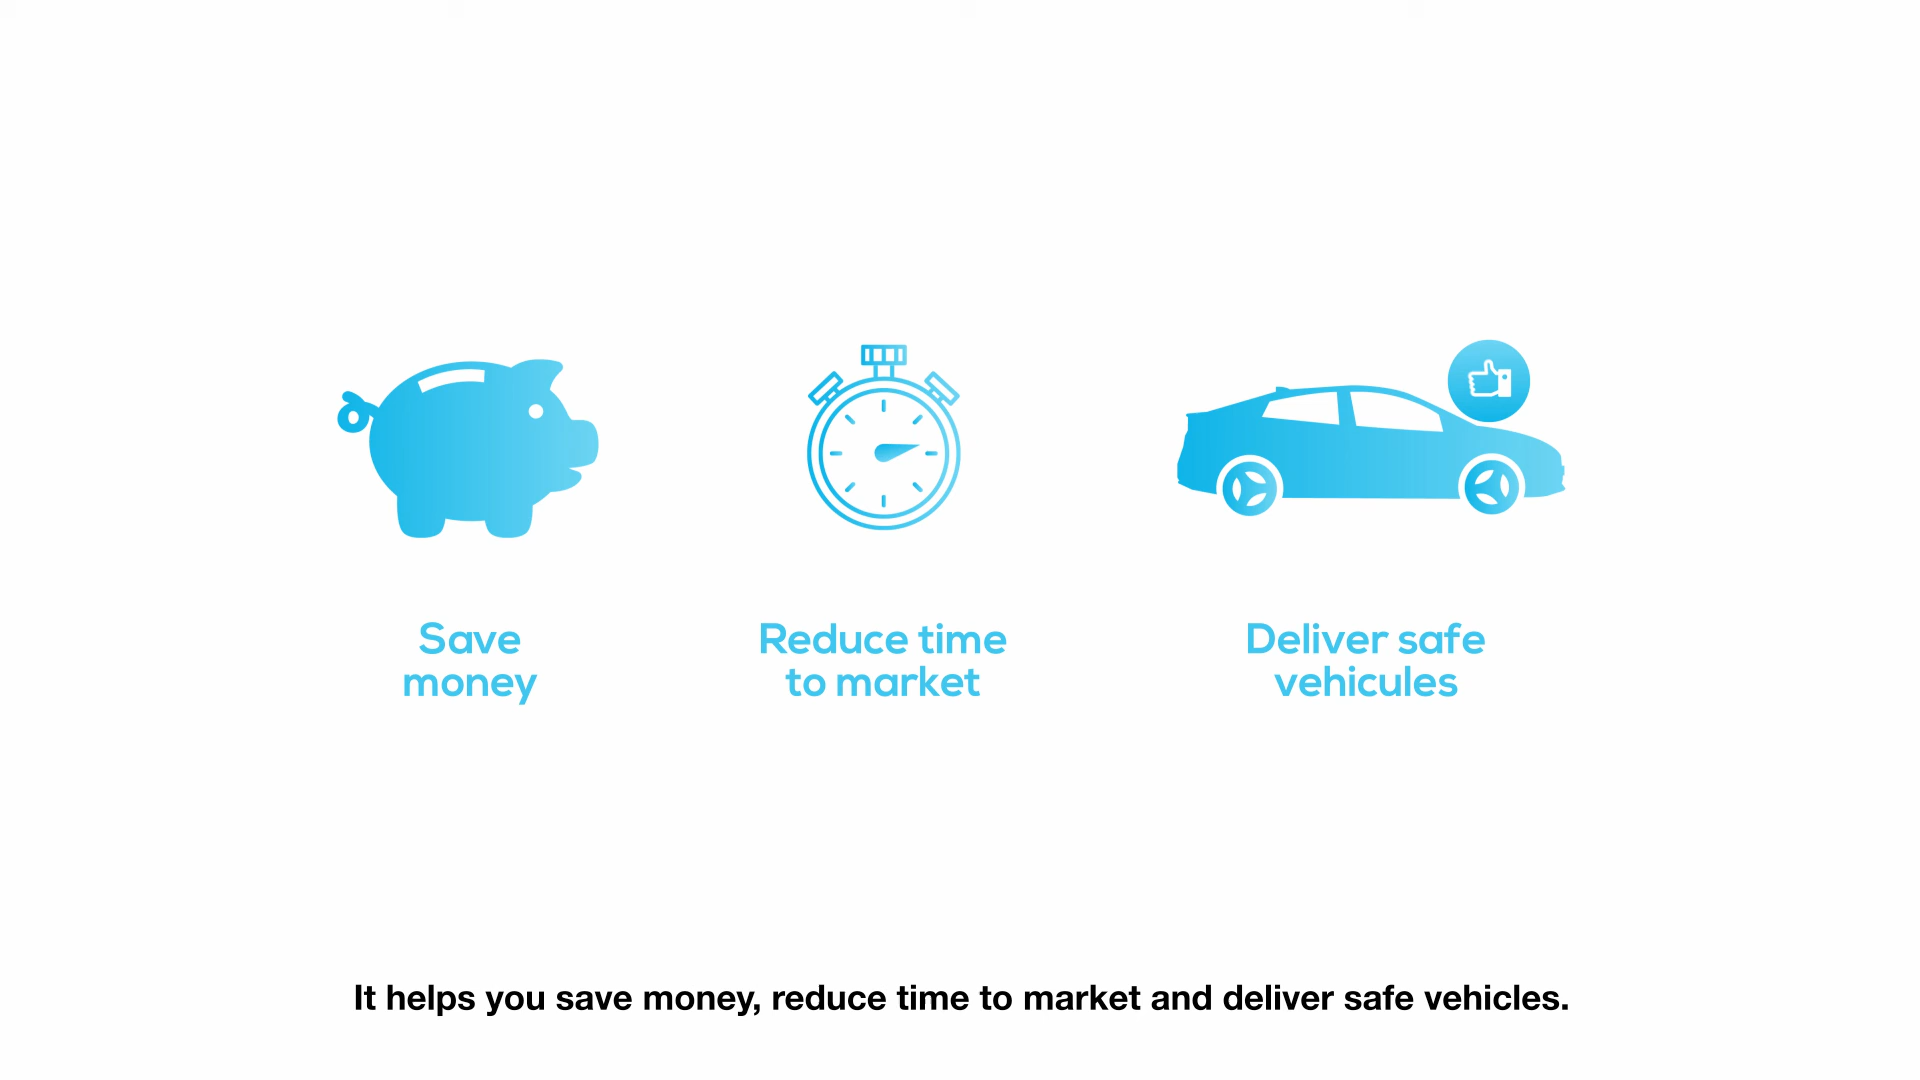 Save
money
Reduce time
to market
Deliver safe
vehicules
It helps you save money, reduce time to market and deliver safe vehicles.